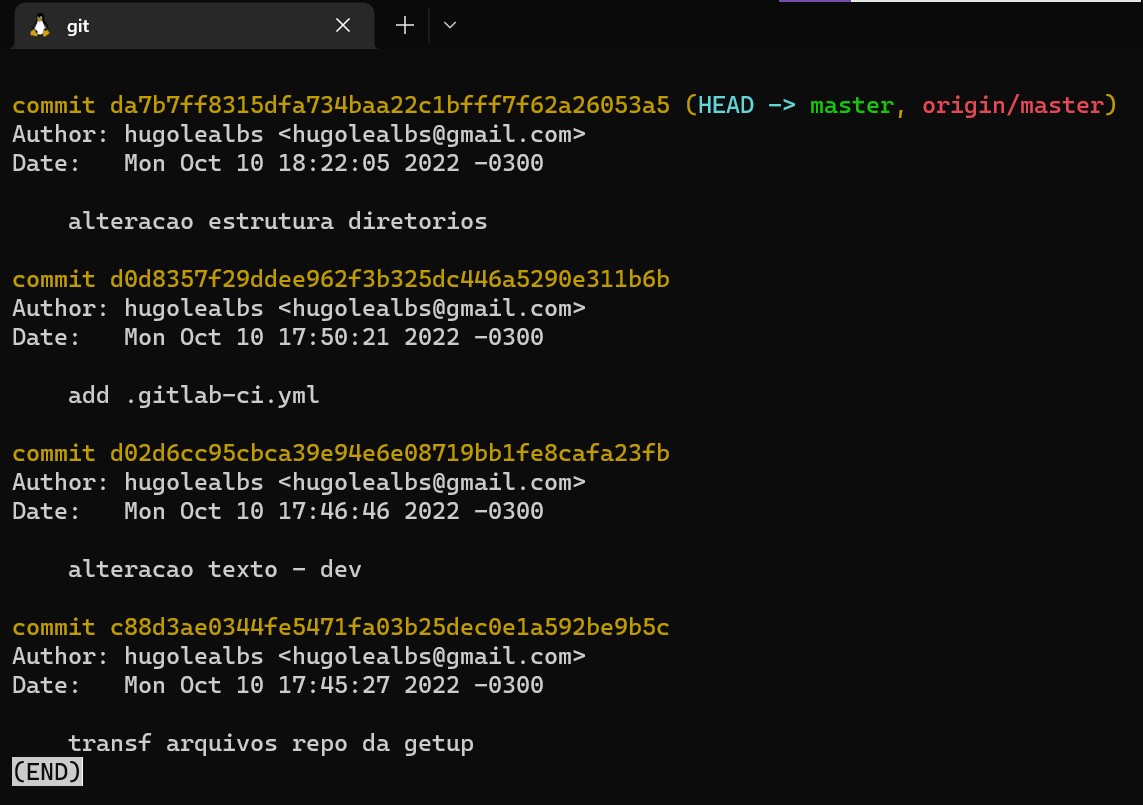 git
commit da7b7ff8315dfa734baa22c1bfff7f62a26053a5 (HEAD -> master, origin/master)
Author: hugolealbs <hugolealbs@gmail.com>
Date:   Mon Oct 10 18:22:05 2022 -0300
    alteracao estrutura diretorios
commit d0d8357f29ddee962f3b325dc446a5290e311b6b
Author: hugolealbs <hugolealbs@gmail.com>
Date:   Mon Oct 10 17:50:21 2022 -0300
    add .gitlab-ci.yml
commit d02d6cc95cbca39e94e6e08719bb1fe8cafa23fb
Author: hugolealbs <hugolealbs@gmail.com>
Date:   Mon Oct 10 17:46:46 2022 -0300
    alteracao texto - dev
commit c88d3ae0344fe5471fa03b25dec0e1a592be9b5c
Author: hugolealbs <hugolealbs@gmail.com>
Date:   Mon Oct 10 17:45:27 2022 -0300
    transf arquivos repo da getup
(END)